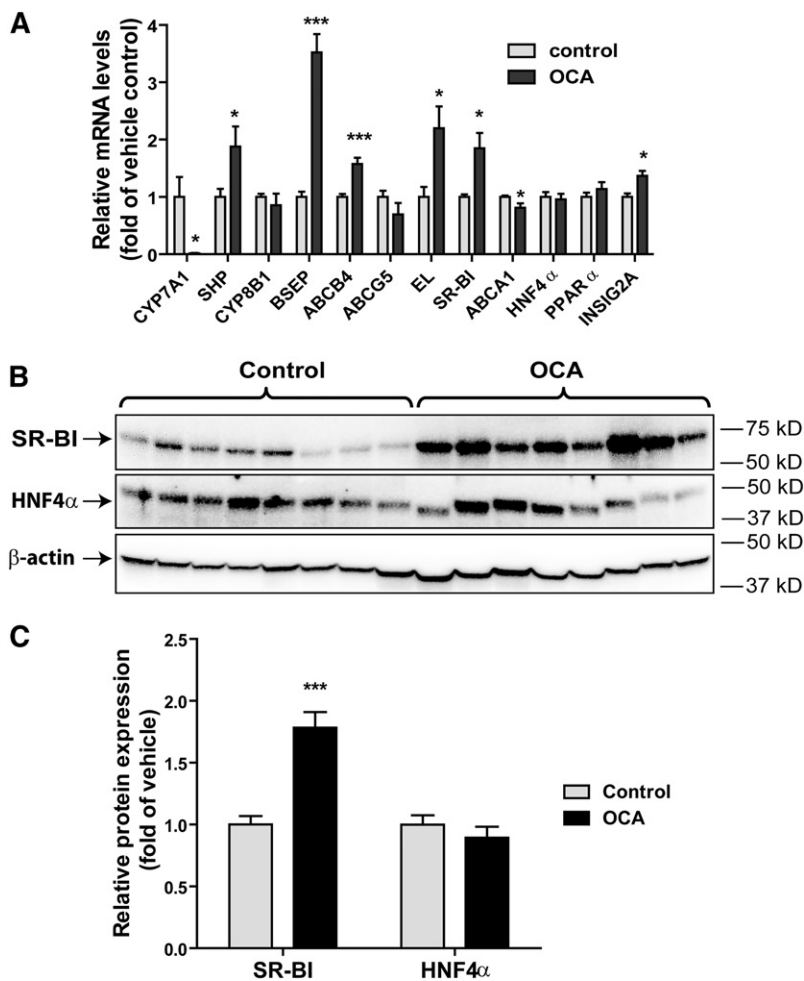 A
Relative mRNA levels
(fold of vehicle control)
4
3
2
1
0
***
*
***
*
*
*
*
*
control
OCA
CYP7A1
SHP
CYP8B1
BSEP
ABCB4
ABCG5
EL
SR-BI
ABCA1
HNF4 α
PPAR α
INSIG2A
B
Control
OCA
SR-BI
75 kD
50 kD
HNF4α
50 kD
37 kD
β-actin
50 kD
37 kD
C
Relative protein expression
(fold of vehicle)
2.5
2.0
1.5
1.0
0.5
0.0
***
Control
OCA
SR-BI
HNF4α